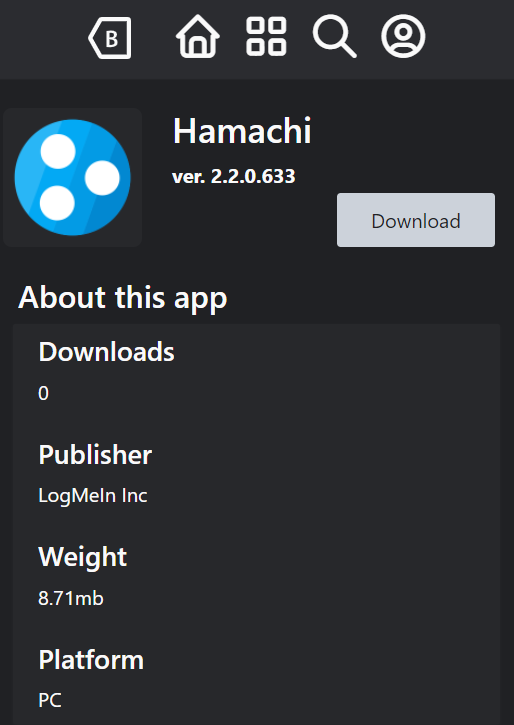 B
Hamachi
ver. 2.2.0.633
Download
About this app
Downloads
0
Publisher
LogMeIn Inc
Weight
8.71mb
Platform
PC